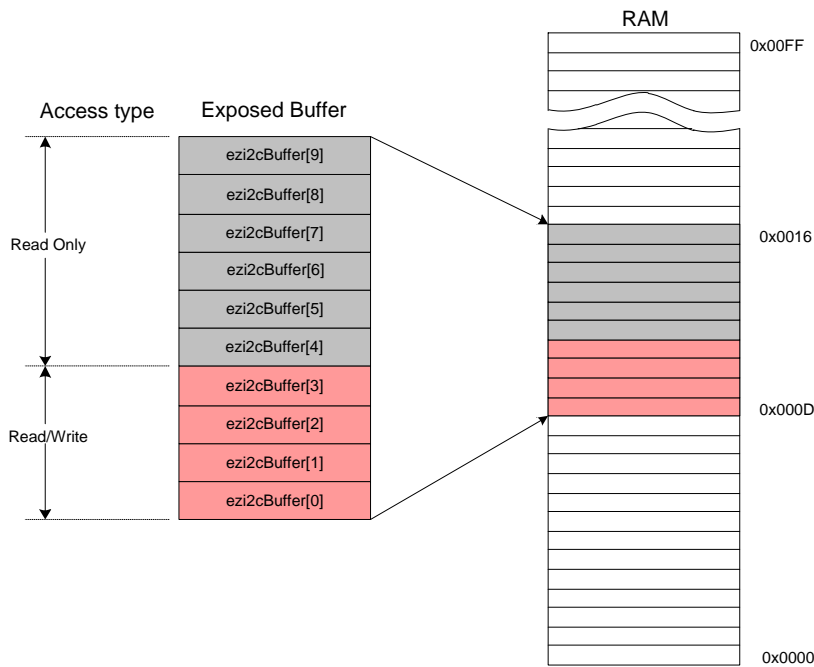 RAM
0x00FF
Access type
Exposed Buffer
ezi2cBuffer[9]
ezi2cBuffer[8]
ezi2cBuffer[7]
0x0016
Read Only
ezi2cBuffer[6]
ezi2cBuffer[5]
ezi2cBuffer[4]
ezi2cBuffer[3]
0x000D
ezi2cBuffer[2]
Read/Write
ezi2cBuffer[1]
ezi2cBuffer[0]
0x0000